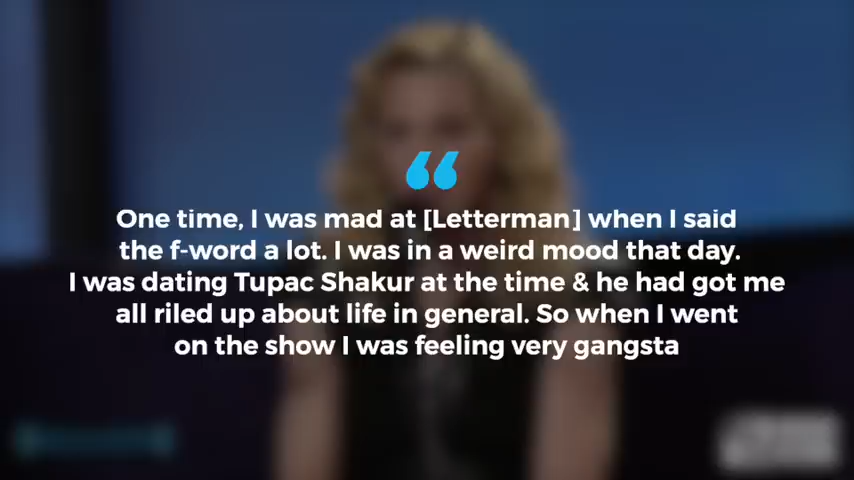 One time, I was mad at [Letterman] when I said
the f-word a lot. I was in a weird mood that day.
I was dating Tupac Shakur at the time & he had got me
all riled up about life in general. So when I went
on the show I was feeling very gangsta